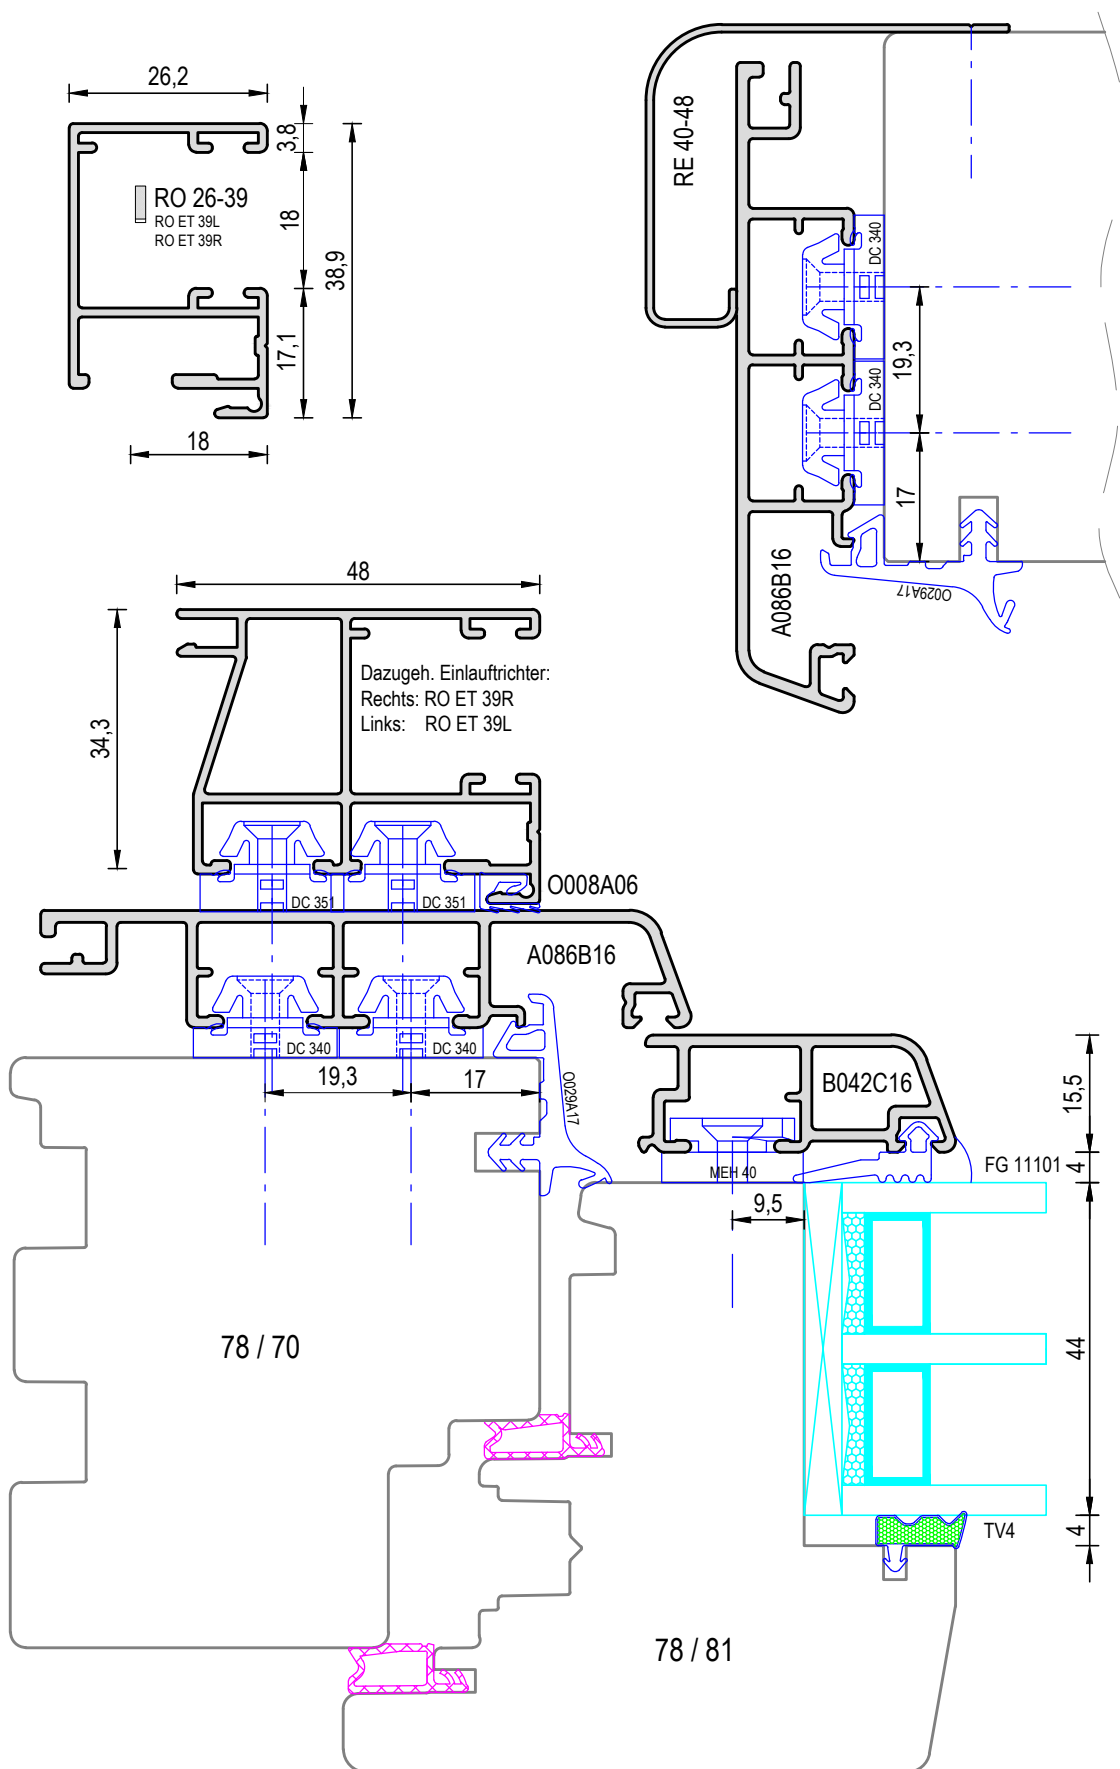 26,2
3,8
RO 26-39
RO ET 39L
RO ET 39R
18
38,9
17,1
18
RE 40-48
DC 340
19,3
DC 340
17
A086B16
O029A17
48
34,3
Dazugeh. Einlauftrichter:
Rechts: RO ET 39R
Links: RO ET 39L
O008A06
DC 351
DC 351
A086B16
DC 340
DC 340
19,3
17
O029A17
B042C16
15,5
MEH 40
FG 11101
4
9,5
78 / 70
44
TV4
4
78 / 81